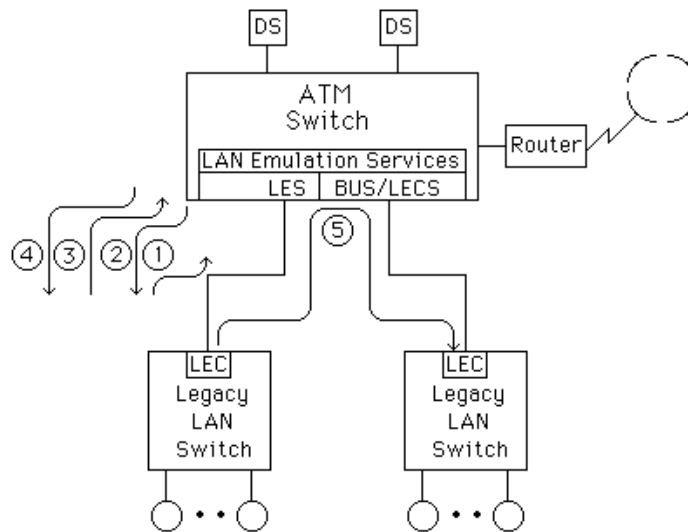 DS
DS
ATM
Switch
Router
LAN Emulation Services
LES
BUS/LECS
4
3
2
1
5
LEC
LEC
Legacy
LAN
Switch
Legacy
LAN
Switch